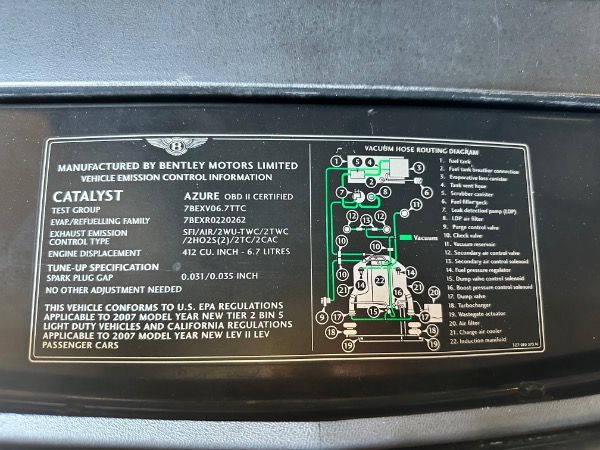 B
MANUFACTURED BY BENTLEY MOTORS LIMITED
VEHICLE EMISSION CONTROL INFORMATION
CATALYST AZURE OBD II CERTIFIED
TEST GROUP 7BEXV06.7TTC
EVAP./REFUELLING FAMILY 7BEXR0220262
EXHAUST EMISSION CONTROL TYPE SFI/AIR/2WU-TWC/2TWC
/2HO2S(2)/2TC/2CAC
ENGINE DISPLACEMENT 412 CU. INCH - 6.7 LITRES
TUNE-UP SPECIFICATION
SPARK PLUG GAP 0.031/0.035 INCH
NO OTHER ADJUSTMENT NEEDED
THIS VEHICLE CONFORMS TO U.S. EPA REGULATIONS
APPLICABLE TO 2007 MODEL YEAR NEW TIER 2 BIN 5
LIGHT DUTY VEHICLES AND CALIFORNIA REGULATIONS
APPLICABLE TO 2007 MODEL YEAR NEW LEV II LEV
PASSENGER CARS
VACUUM HOSE ROUTING DIAGRAM
Vacuum
1. Fuel tank
2. Fuel tank breather connection
3. Evaporative loss canister
4. Tank vent hose
5. Scrubber canister
6. Fuel filler neck
7. Leak detection pump (LDP)
8. LDP air filter
9. Purge control valve
10. Check valve
11. Vacuum reservoir
12. Secondary air control valve
13. Secondary air control solenoid
14. Fuel pressure regulator
15. Dump valve control solenoid
16. Boost pressure control solenoid
17. Dump valve
18. Turbocharger
19. Wastegate actuator
20. Air filter
21. Charge air cooler
22. Induction manifold